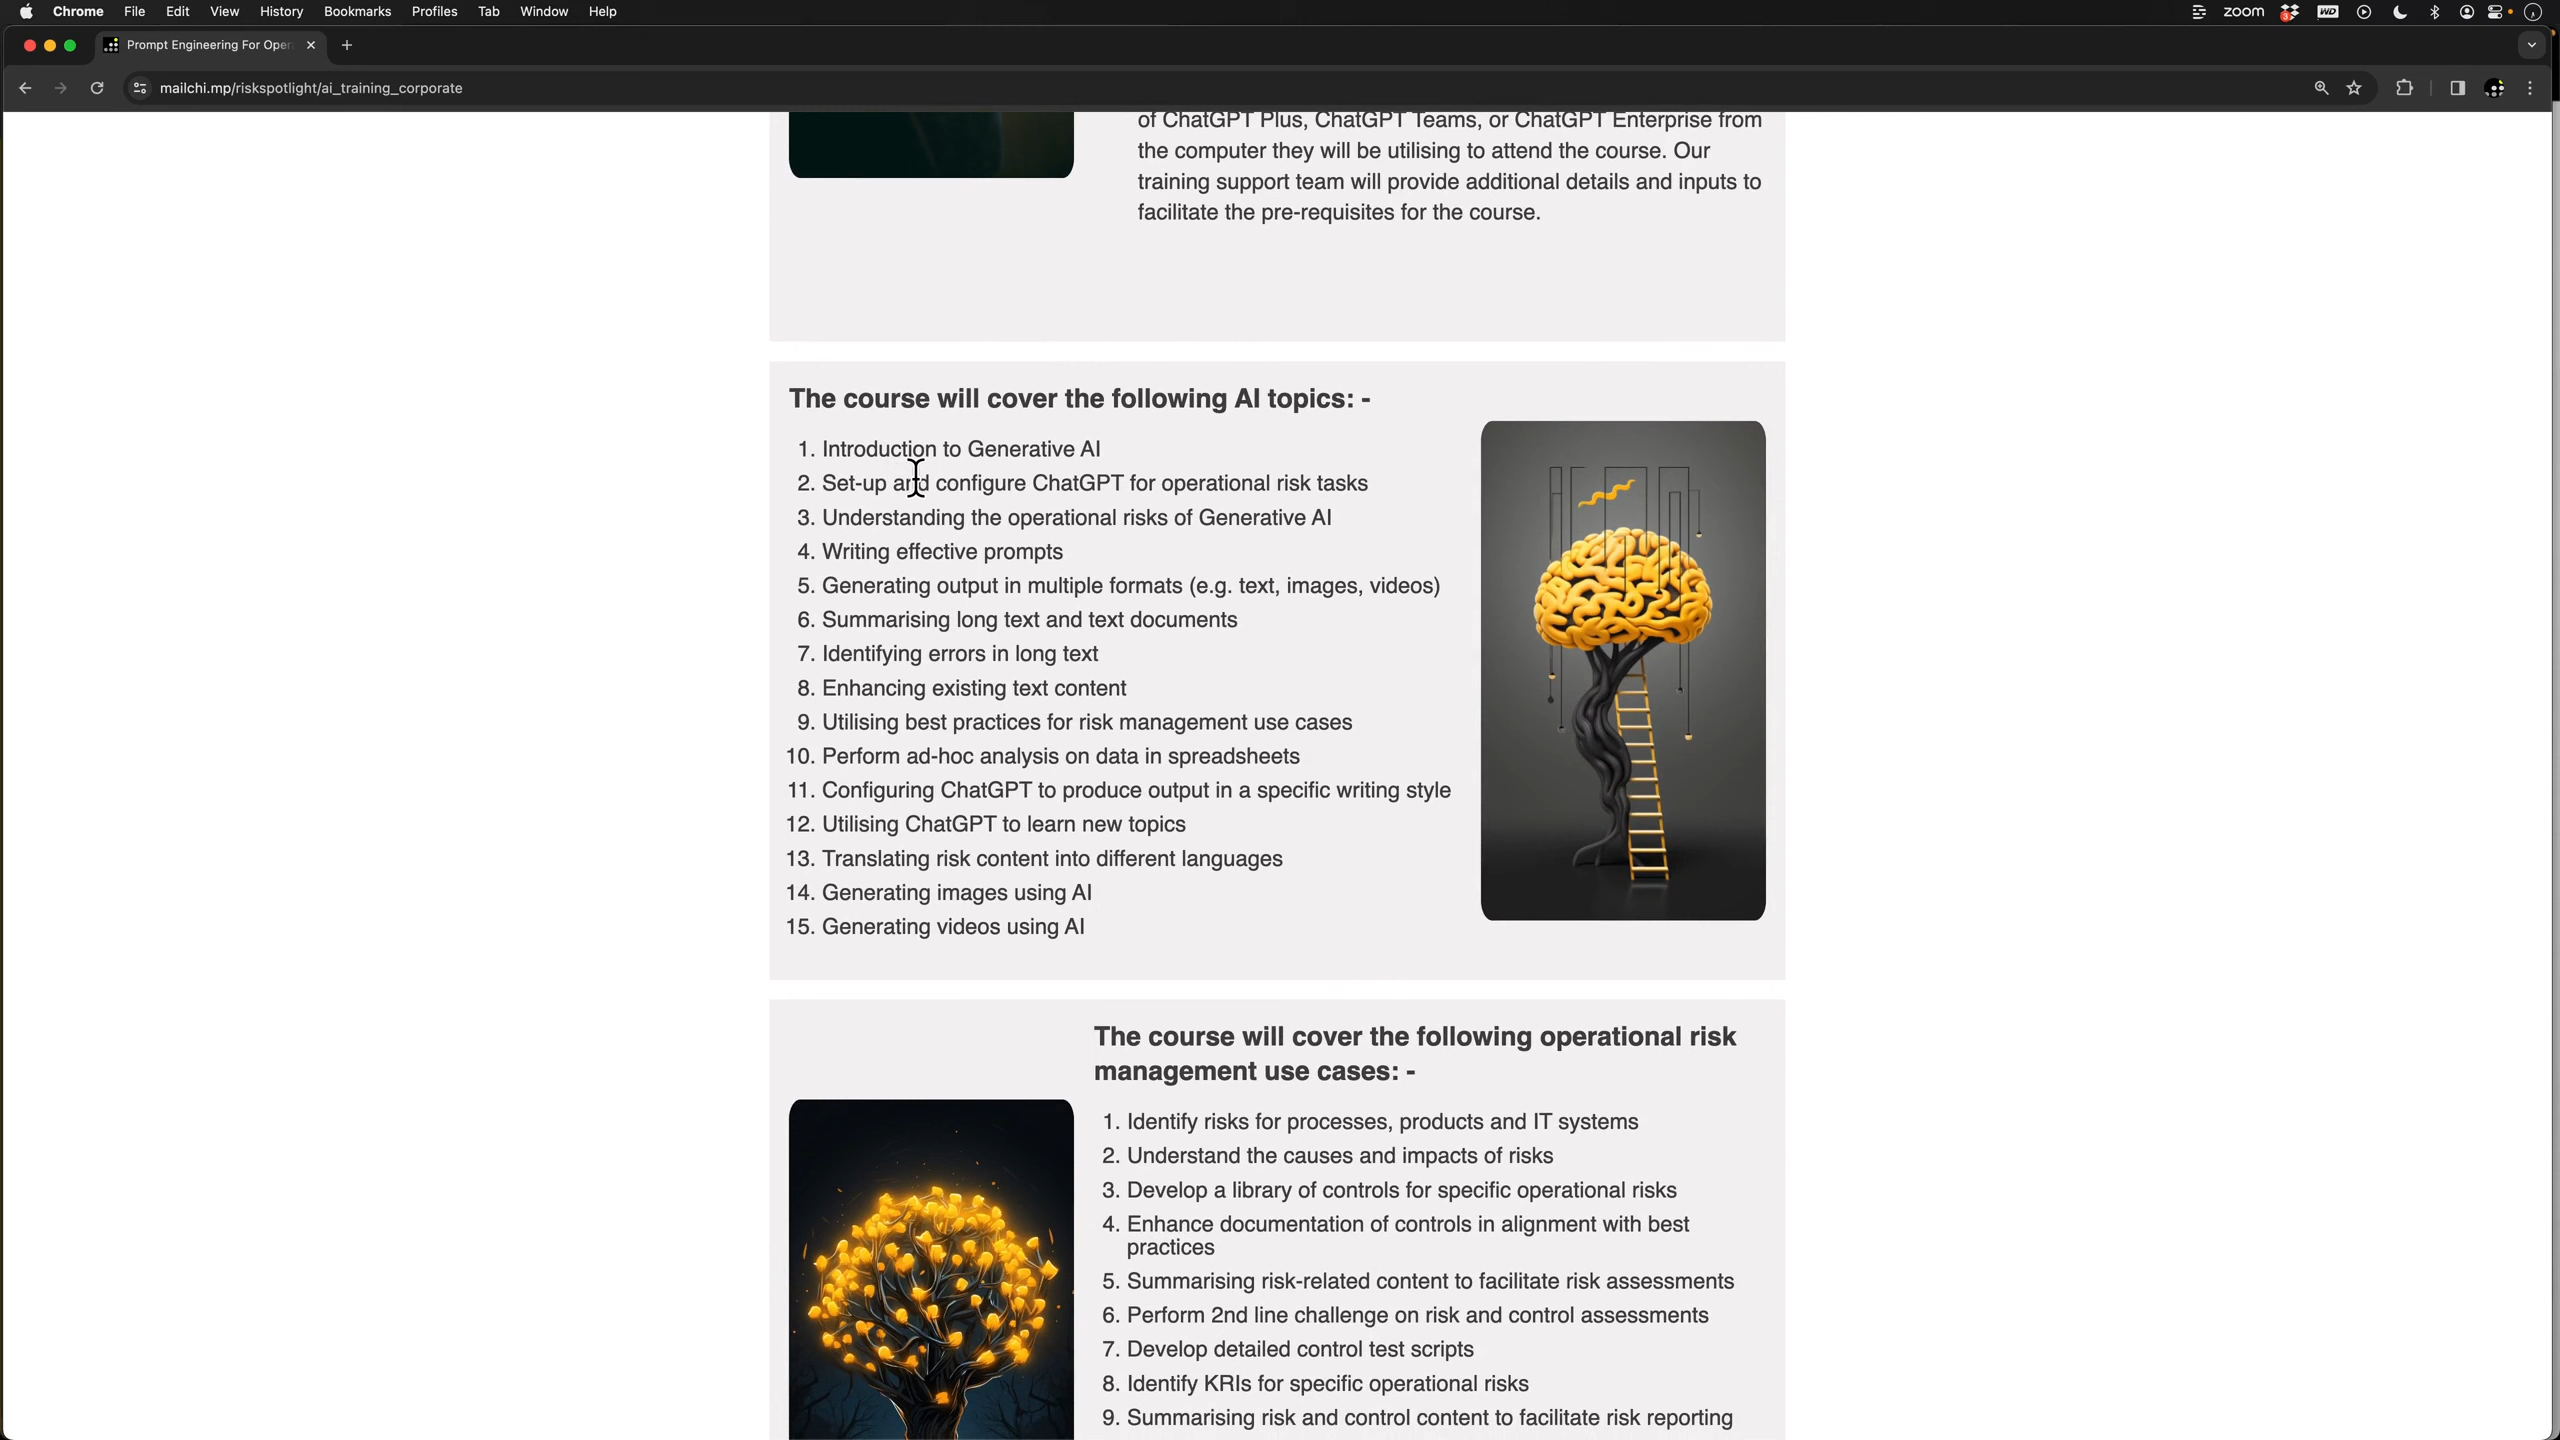 Chrome File Edit View History Bookmarks Profiles Tab Window Help
zoom
3
WD
Prompt Engineering For Oper
mailchi.mp/riskspotlight/ai_training_corporate
of ChatGPT Plus, ChatGPT Teams, or ChatGPT Enterprise from
the computer they will be utilising to attend the course. Our
training support team will provide additional details and inputs to
facilitate the pre-requisites for the course.
The course will cover the following AI topics: -
1. Introduction to Generative AI
2. Set-up and configure ChatGPT for operational risk tasks
3. Understanding the operational risks of Generative AI
4. Writing effective prompts
5. Generating output in multiple formats (e.g. text, images, videos)
6. Summarising long text and text documents
7. Identifying errors in long text
8. Enhancing existing text content
9. Utilising best practices for risk management use cases
10. Perform ad-hoc analysis on data in spreadsheets
11. Configuring ChatGPT to produce output in a specific writing style
12. Utilising ChatGPT to learn new topics
13. Translating risk content into different languages
14. Generating images using AI
15. Generating videos using AI
The course will cover the following operational risk
management use cases: -
1. Identify risks for processes, products and IT systems
2. Understand the causes and impacts of risks
3. Develop a library of controls for specific operational risks
4. Enhance documentation of controls in alignment with best
practices
5. Summarising risk-related content to facilitate risk assessments
6. Perform 2nd line challenge on risk and control assessments
7. Develop detailed control test scripts
8. Identify KRIs for specific operational risks
9. Summarising risk and control content to facilitate risk reporting